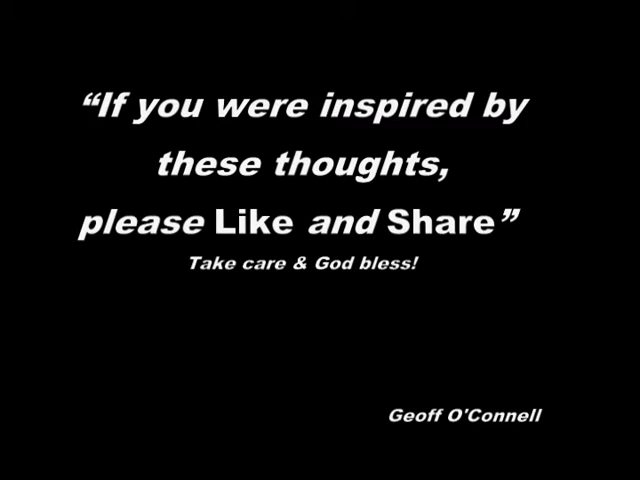 “If you were inspired by
these thoughts,
please Like and Share”
Take care & God bless!
Geoff O'Connell